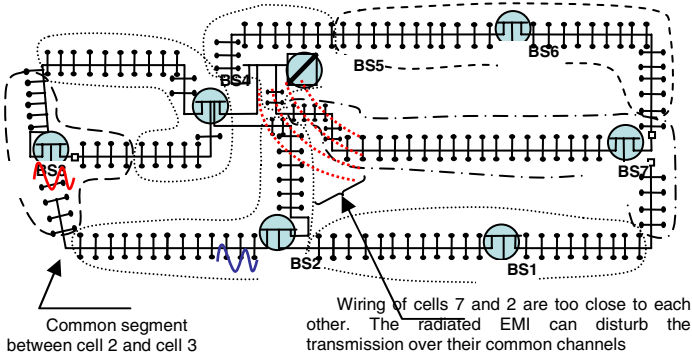 BS6
BS4
BS5
BS3
BS7
BS2
BS1
Common segment
between cell 2 and cell 3
Wiring of cells 7 and 2 are too close to each
other. The radiated EMI can disturb the
transmission over their common channels